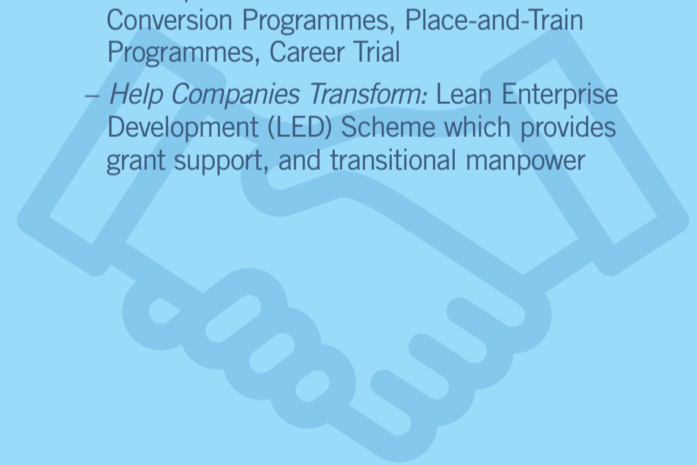 Conversion Programmes, Place-and-Train
Programmes, Career Trial
– Help Companies Transform: Lean Enterprise
Development (LED) Scheme which provides
grant support, and transitional manpower